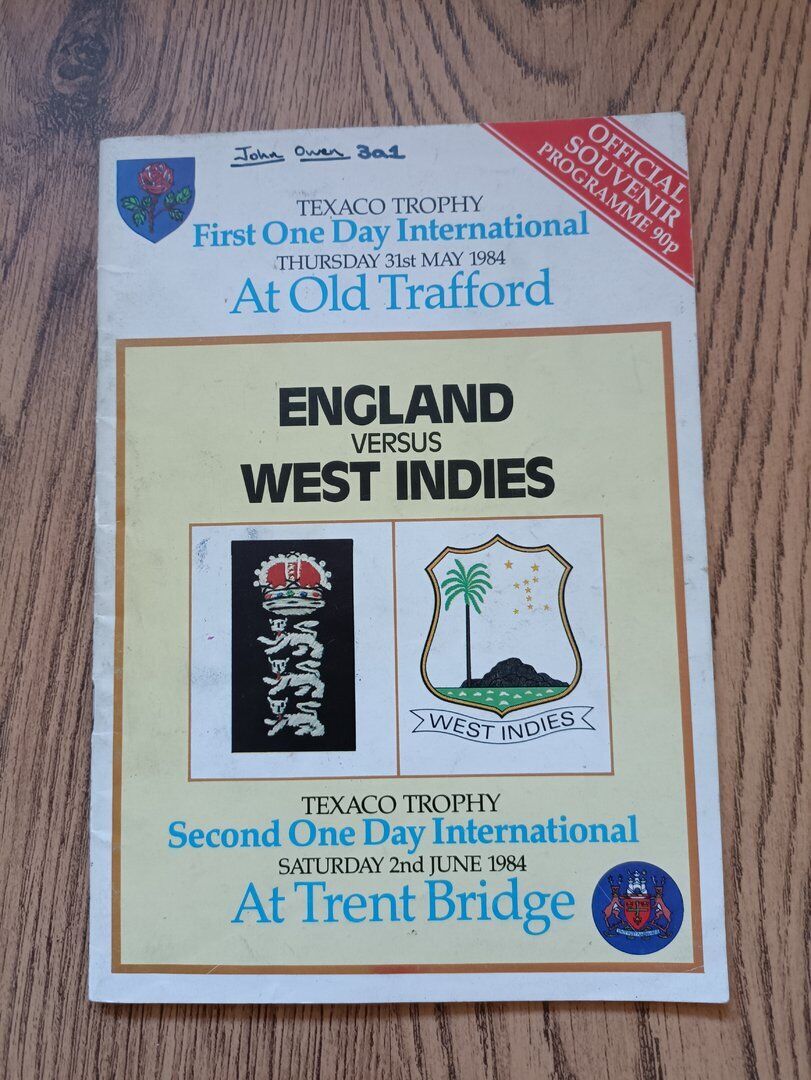 John Owen 3a1
OFFICIAL
SOUVENIR
PROGRAMME 90p
TEXACO TROPHY
First One Day International
THURSDAY 31st MAY 1984
At Old Trafford
ENGLAND
VERSUS
WEST INDIES
WEST INDIES
TEXACO TROPHY
Second One Day International
SATURDAY 2nd JUNE 1984
At Trent Bridge